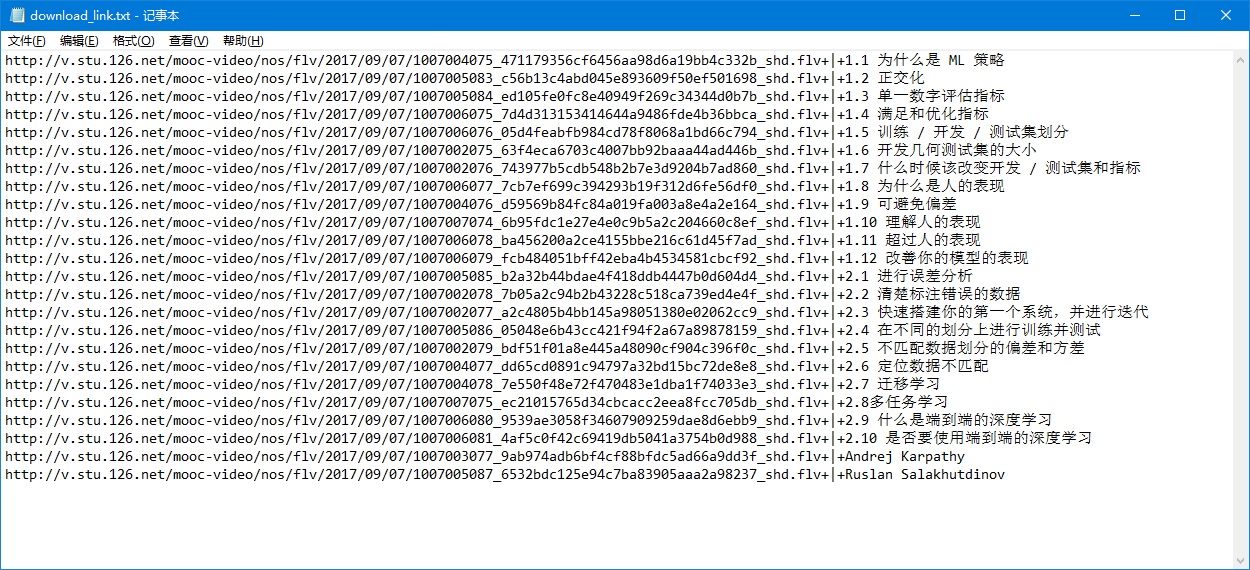 download_link.txt - 记事本
文件(F) 编辑(E) 格式(O) 查看(V) 帮助(H)
http://v.stu.126.net/mooc-video/nos/flv/2017/09/07/1007004075_471179356cf6456aa98d6a19bb4c332b_shd.flv+|+1.1 为什么是 ML 策略
http://v.stu.126.net/mooc-video/nos/flv/2017/09/07/1007005083_c56b13c4abd045e893609f50ef501698_shd.flv+|+1.2 正交化
http://v.stu.126.net/mooc-video/nos/flv/2017/09/07/1007005084_ed105fe0fc8e40949f269c34344d0b7b_shd.flv+|+1.3 单一数字评估指标
http://v.stu.126.net/mooc-video/nos/flv/2017/09/07/1007006075_7d4d313153414644a9486fde4b36bbca_shd.flv+|+1.4 满足和优化指标
http://v.stu.126.net/mooc-video/nos/flv/2017/09/07/1007006076_05d4feabfb984cd78f8068a1bd66c794_shd.flv+|+1.5 训练 / 开发 / 测试集划分
http://v.stu.126.net/mooc-video/nos/flv/2017/09/07/1007002075_63f4eca6703c4007bb92baaa44ad446b_shd.flv+|+1.6 开发几何测试集的大小
http://v.stu.126.net/mooc-video/nos/flv/2017/09/07/1007002076_743977b5cdb548b2b7e3d9204b7ad860_shd.flv+|+1.7 什么时候该改变开发 / 测试集和指标
http://v.stu.126.net/mooc-video/nos/flv/2017/09/07/1007006077_7cb7ef699c394293b19f312d6fe56df0_shd.flv+|+1.8 为什么是人的表现
http://v.stu.126.net/mooc-video/nos/flv/2017/09/07/1007004076_d59569b84fc84a019fa003a8e4a2e164_shd.flv+|+1.9 可避免偏差
http://v.stu.126.net/mooc-video/nos/flv/2017/09/07/1007007074_6b95fdc1e27e4e0c9b5a2c204660c8ef_shd.flv+|+1.10 理解人的表现
http://v.stu.126.net/mooc-video/nos/flv/2017/09/07/1007006078_ba456200a2ce4155bbe216c61d45f7ad_shd.flv+|+1.11 超过人的表现
http://v.stu.126.net/mooc-video/nos/flv/2017/09/07/1007006079_fcb484051bff42eba4b4534581cbcf92_shd.flv+|+1.12 改善你的模型的表现
http://v.stu.126.net/mooc-video/nos/flv/2017/09/07/1007005085_b2a32b44bdae4f418ddb4447b0d604d4_shd.flv+|+2.1 进行误差分析
http://v.stu.126.net/mooc-video/nos/flv/2017/09/07/1007002078_7b05a2c94b2b43228c518ca739ed4e4f_shd.flv+|+2.2 清楚标注错误的数据
http://v.stu.126.net/mooc-video/nos/flv/2017/09/07/1007002077_a2c4805b4bb145a98051380e02062cc9_shd.flv+|+2.3 快速搭建你的第一个系统，并进行迭代
http://v.stu.126.net/mooc-video/nos/flv/2017/09/07/1007005086_05048e6b43cc421f94f2a67a89878159_shd.flv+|+2.4 在不同的划分上进行训练并测试
http://v.stu.126.net/mooc-video/nos/flv/2017/09/07/1007002079_bdf51f01a8e445a48090cf904c396f0c_shd.flv+|+2.5 不匹配数据划分的偏差和方差
http://v.stu.126.net/mooc-video/nos/flv/2017/09/07/1007004077_dd65cd0891c94797a32bd15bc72de8e8_shd.flv+|+2.6 定位数据不匹配
http://v.stu.126.net/mooc-video/nos/flv/2017/09/07/1007004078_7e550f48e72f470483e1dba1f74033e3_shd.flv+|+2.7 迁移学习
http://v.stu.126.net/mooc-video/nos/flv/2017/09/07/1007007075_ec21015765d34cbcacc2eea8fcc705db_shd.flv+|+2.8多任务学习
http://v.stu.126.net/mooc-video/nos/flv/2017/09/07/1007006080_9539ae3058f34607909259dae8d6ebb9_shd.flv+|+2.9 什么是端到端的深度学习
http://v.stu.126.net/mooc-video/nos/flv/2017/09/07/1007006081_4af5c0f42c69419db5041a3754b0d988_shd.flv+|+2.10 是否要使用端到端的深度学习
http://v.stu.126.net/mooc-video/nos/flv/2017/09/07/1007003077_9ab974adb6bf4cf88bfdc5ad66a9dd3f_shd.flv+|+Andrej Karpathy
http://v.stu.126.net/mooc-video/nos/flv/2017/09/07/1007005087_6532bdc125e94c7ba83905aaa2a98237_shd.flv+|+Ruslan Salakhutdinov